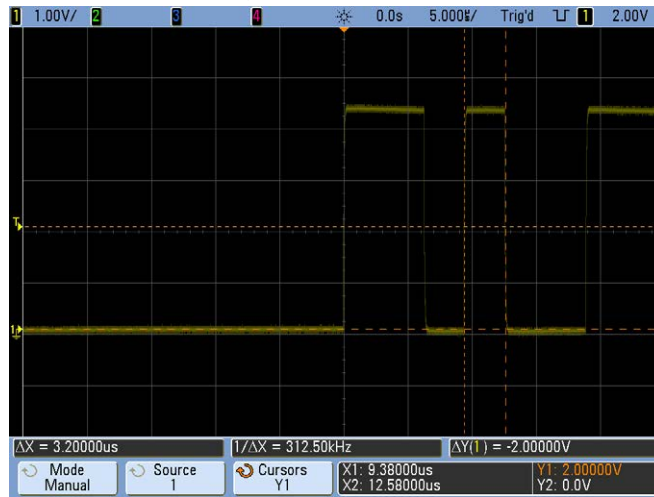 1 1.00V/ 2 3 4 0.0s 5.000%/ Trig'd 1 2.00V
T
1
ΔX = 3.20000us 1/ΔX = 312.50kHz ΔY(1) = -2.00000V
Mode Source Cursors X1: 9.38000us Y1: 2.00000V
Manual 1 Y1 X2: 12.58000us Y2: 0.0V